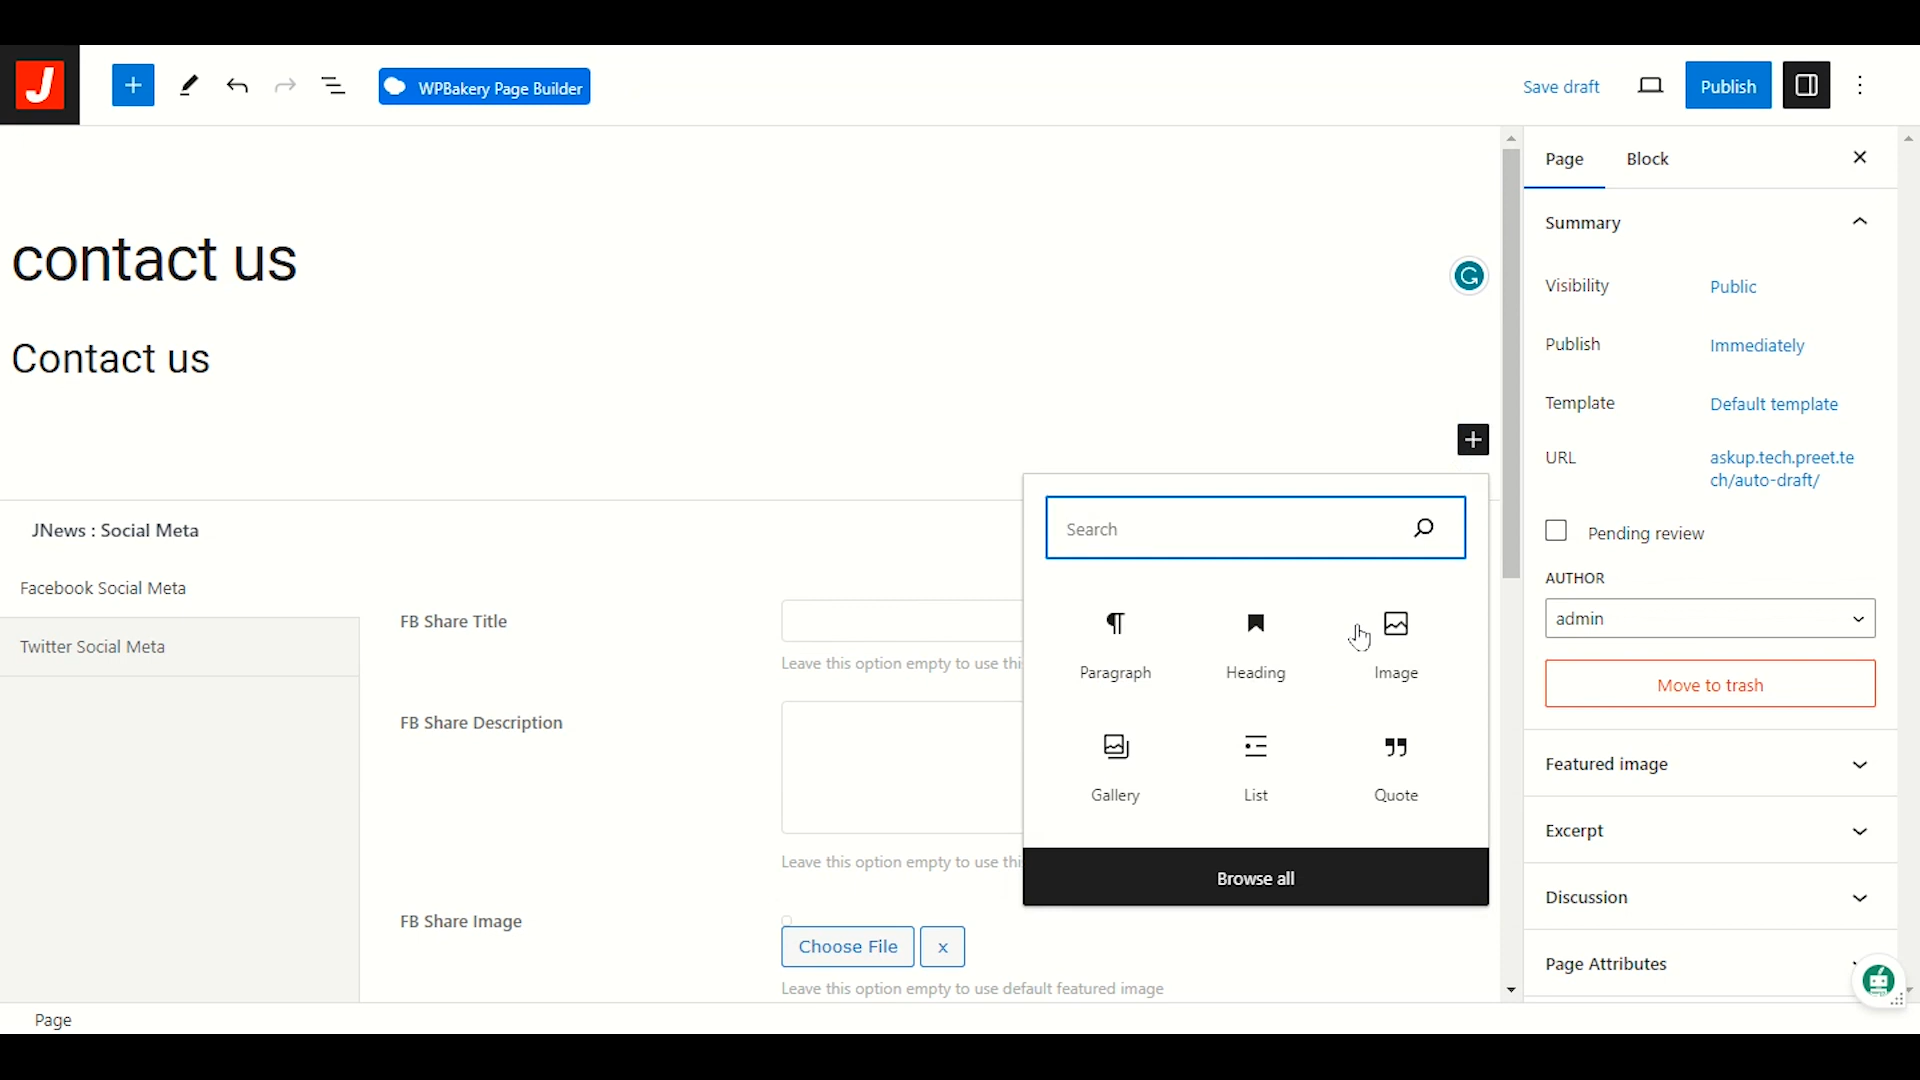 J
WPBakery Page Builder
Save draft
Publish
contact us
Contact us
JNews : Social Meta
Facebook Social Meta
Twitter Social Meta
FB Share Title
Leave this option empty to use thi
FB Share Description
Leave this option empty to use thi
FB Share Image
Choose File
x
Leave this option empty to use default featured image
Search
Paragraph
Heading
Image
Gallery
List
Quote
Browse all
Page
Block
Summary
Visibility
Public
Publish
Immediately
Template
Default template
URL
askup.tech.preet.te
ch/auto-draft/
Pending review
AUTHOR
admin
Move to trash
Featured image
Excerpt
Discussion
Page Attributes
Page